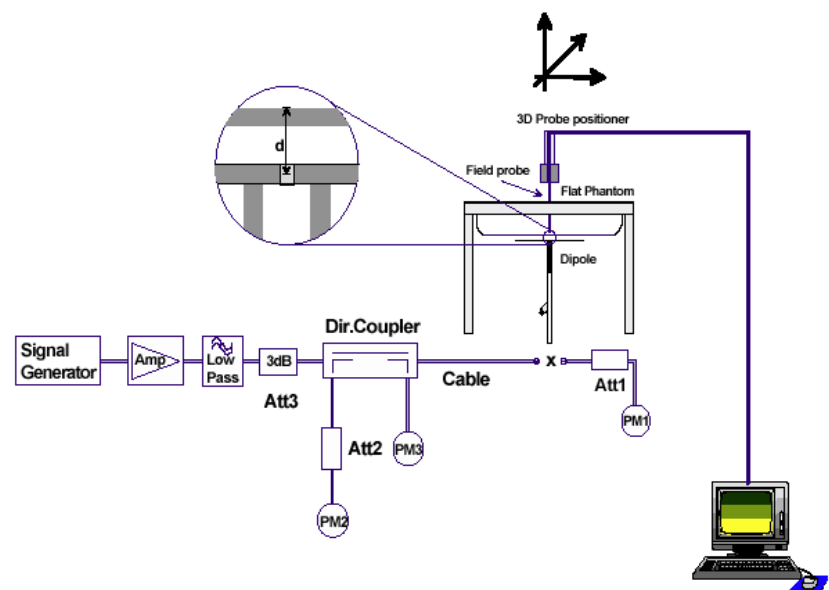 3D Probe positioner
d
Field probe
Flat Phantom
Dipole
Dir.Coupler
Signal
Generator
Amp
Low
Pass
3dB
Cable
x
Att1
Att3
PM1
Att2
PM3
PM2